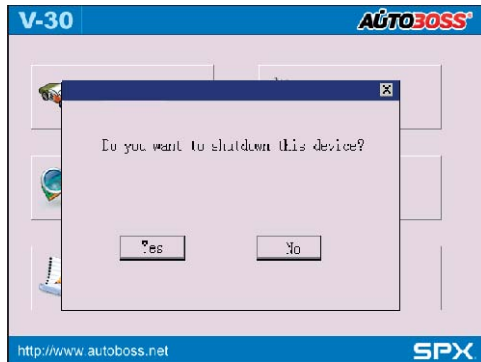 V-30
AUTOBOSS
Do you want to shutdown this device?
Yes
No
http://www.autoboss.net
SPX